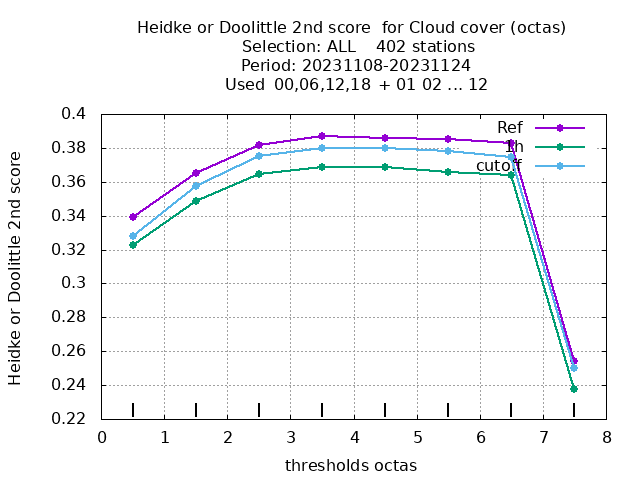 Heidke or Doolittle 2nd score  for Cloud cover (octas)
Selection: ALL    402 stations
Period: 20231108-20231124
Used  00,06,12,18  + 01 02 ... 12
Heidke or Doolittle 2nd score
0.4
0.38
0.36
0.34
0.32
0.3
0.28
0.26
0.24
0.22
Ref
1h
cutoff
0 1 2 3 4 5 6 7 8
thresholds octas